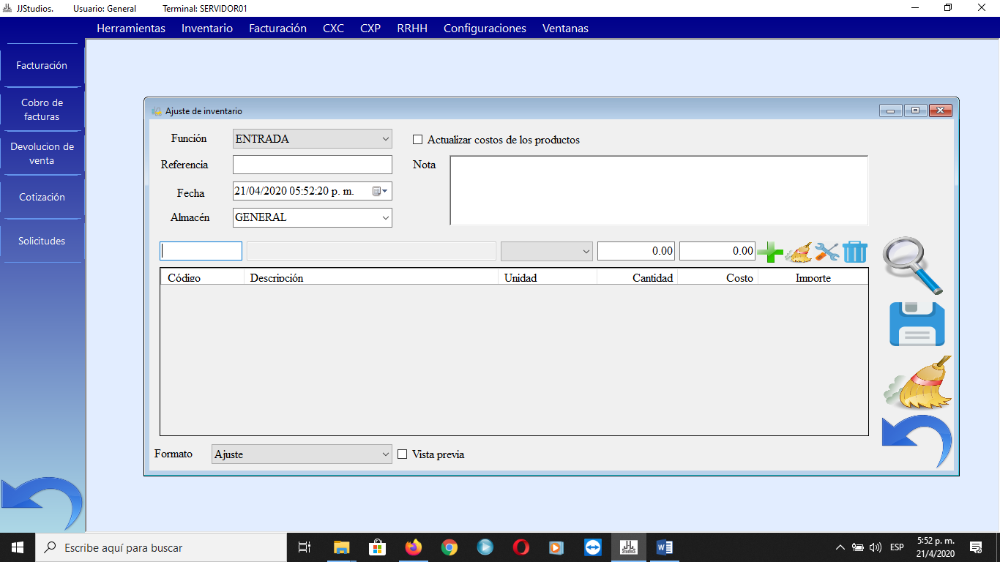 JJStudios. Usuario: General Terminal: SERVIDOR01
Herramientas Inventario Facturación CXC CXP RRHH Configuraciones Ventanas
Facturación
Cobro de
facturas
Devolucion de
venta
Cotización
Solicitudes
Ajuste de inventario
Función ENTRADA Actualizar costos de los productos
Referencia Nota
Fecha 21/04/2020 05:52:20 p. m.
Almacén GENERAL
0.00 0.00
Código Descripción Unidad Cantidad Costo Importe
Formato Ajuste Vista previa
Escribe aquí para buscar
JJ
StudioS
W
ESP
5:52 p. m.
21/4/2020